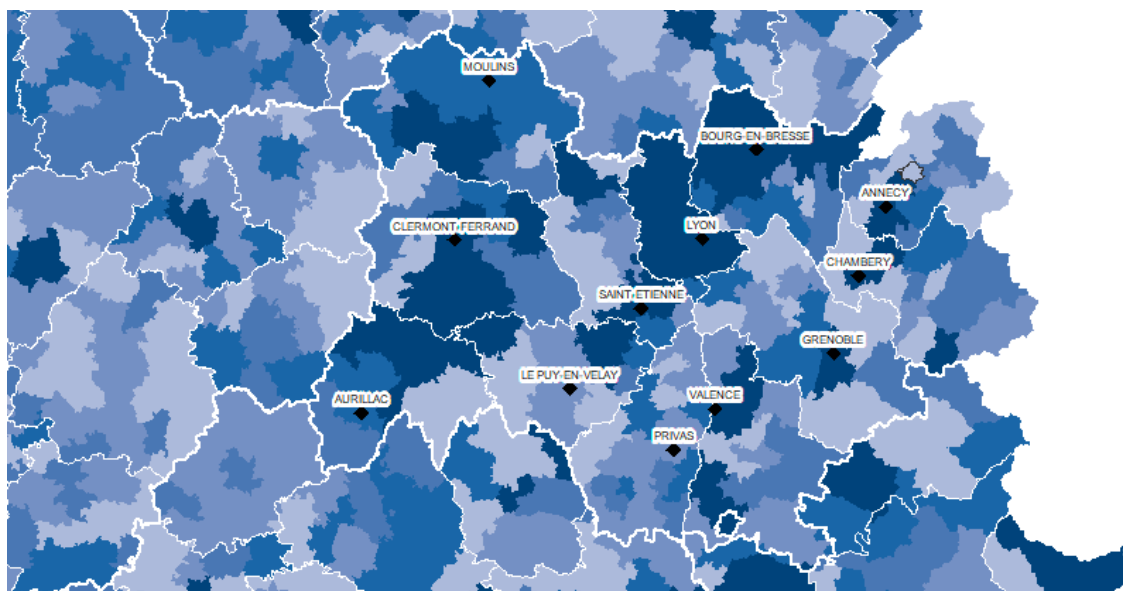 MOULINS
BOURG-EN-BRESSE
ANNECY
CLERMONT-FERRAND
LYON
CHAMBERY
SAINT-ETIENNE
GRENOBLE
LE PUY-EN-VELAY
AURILLAC
VALENCE
PRIVAS